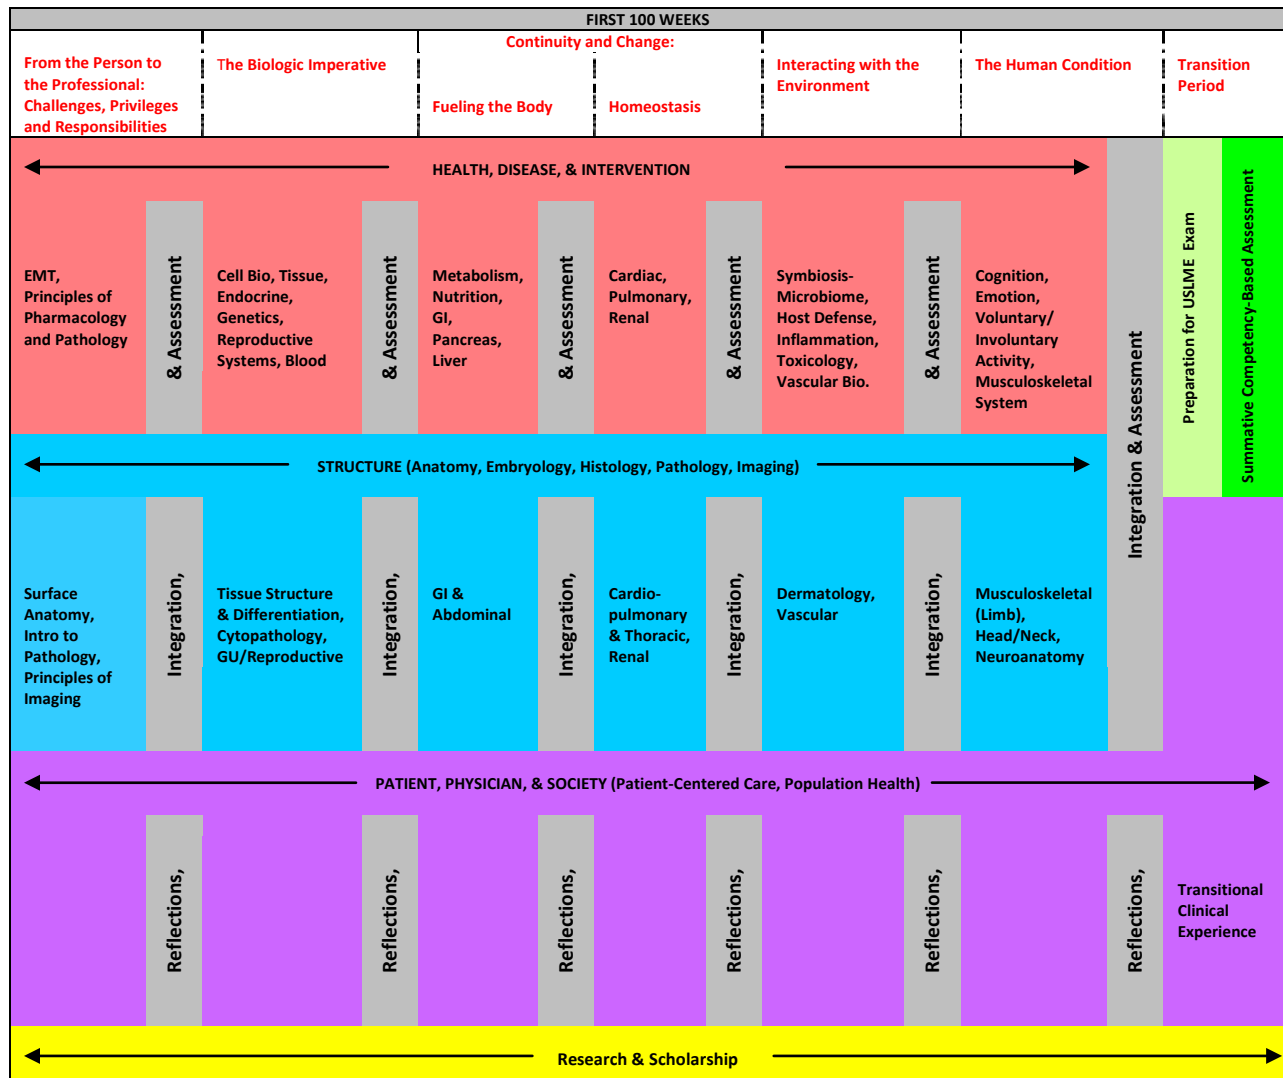 FIRST 100 WEEKS
From the Person to
the Professional:
Challenges, Privileges
and Responsibilities
The Biologic Imperative
Continuity and Change:
Fueling the Body
Homeostasis
Interacting with the
Environment
The Human Condition
Transition
Period
HEALTH, DISEASE, & INTERVENTION
EMT,
Principles of
Pharmacology
and Pathology
& Assessment
Cell Bio, Tissue,
Endocrine,
Genetics,
Reproductive
Systems, Blood
& Assessment
Metabolism,
Nutrition,
GI,
Pancreas,
Liver
& Assessment
Cardiac,
Pulmonary,
Renal
& Assessment
Symbiosis-
Microbiome,
Host Defense,
Inflammation,
Toxicology,
Vascular Bio.
& Assessment
Cognition,
Emotion,
Voluntary/
Involuntary
Activity,
Musculoskeletal
System
Integration & Assessment
Preparation for USLME Exam
Summative Competency-Based Assessment
STRUCTURE (Anatomy, Embryology, Histology, Pathology, Imaging)
Surface
Anatomy,
Intro to
Pathology,
Principles of
Imaging
Integration,
Tissue Structure
& Differentiation,
Cytopathology,
GU/Reproductive
Integration,
GI &
Abdominal
Integration,
Cardio-
pulmonary
& Thoracic,
Renal
Integration,
Dermatology,
Vascular
Integration,
Musculoskeletal
(Limb),
Head/Neck,
Neuroanatomy
PATIENT, PHYSICIAN, & SOCIETY (Patient-Centered Care, Population Health)
Reflections,
Reflections,
Reflections,
Reflections,
Reflections,
Reflections,
Transitional
Clinical
Experience
Research & Scholarship